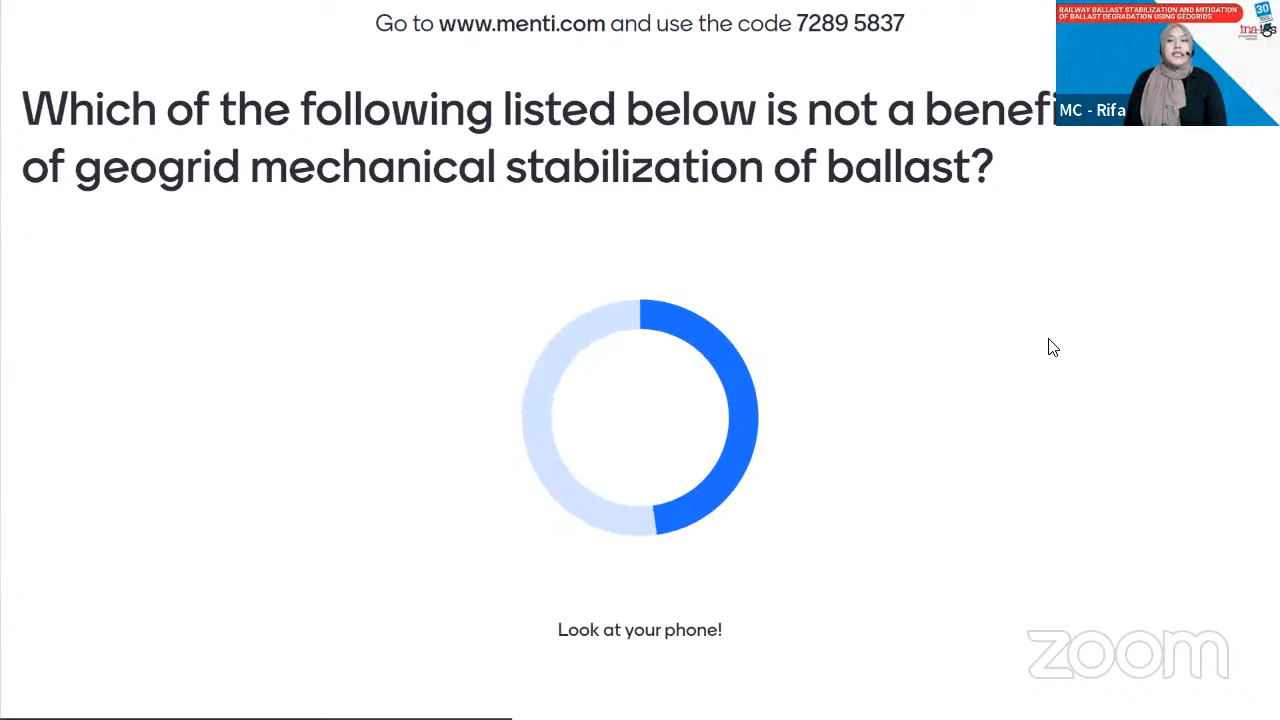 Go to www.menti.com and use the code 7289 5837
Which of the following listed below is not a benefi
of geogrid mechanical stabilization of ballast?
RAILWAY BALLAST STABILIZATION AND MITIGATION
OF BALLAST DEGRADATION USING GEOGRIDS
30
ina-igs
MC - Rifa
Look at your phone!
zoom